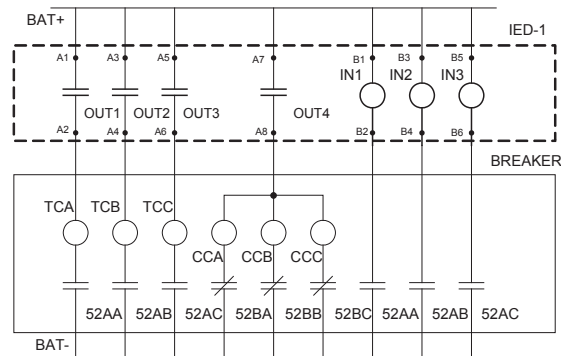 BAT+
IED-1
A1 A3 A5 A7 B1 B3 B5
IN1 IN2 IN3
OUT1 OUT2 OUT3 OUT4
A2 A4 A6 A8 B2 B4 B6
BREAKER
TCA TCB TCC
CCA CCB CCC
52AA 52AB 52AC 52BA 52BB 52BC 52AA 52AB 52AC
BAT-